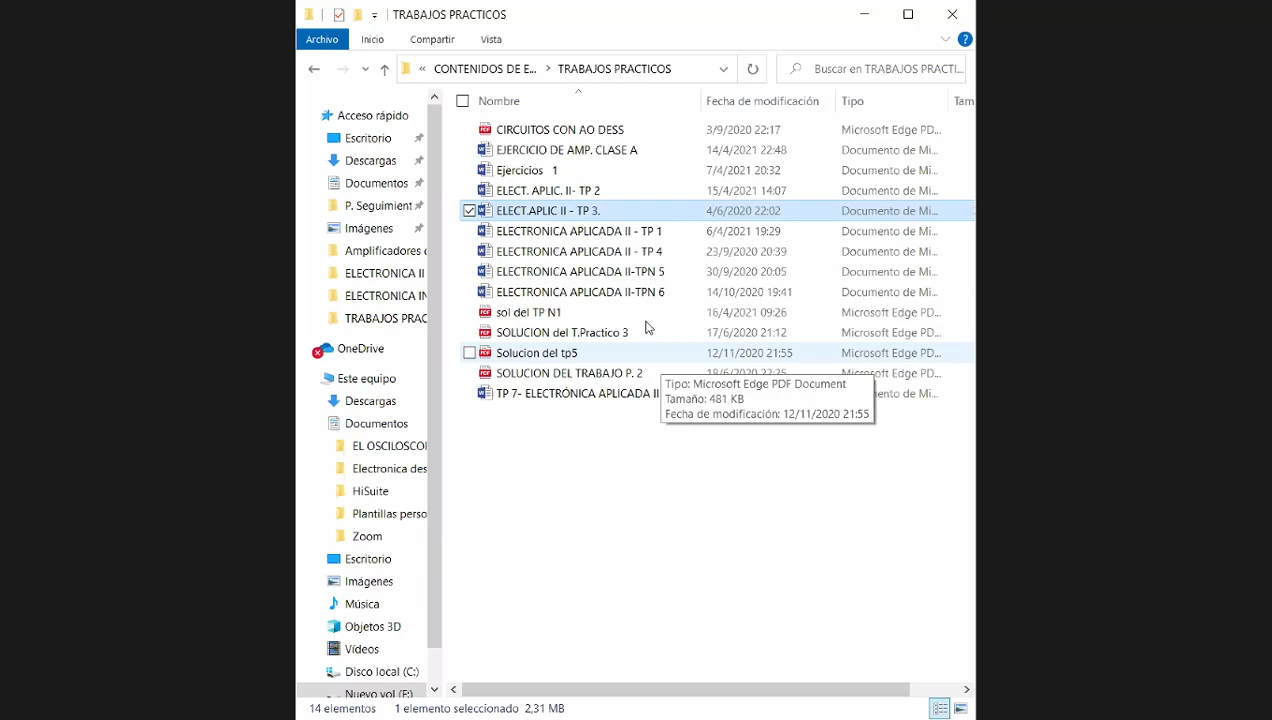 TRABAJOS PRACTICOS
Archivo Inicio Compartir Vista
« CONTENIDOS DE E... > TRABAJOS PRACTICOS Buscar en TRABAJOS PRACTI...
Nombre Fecha de modificación Tipo Tam
Acceso rápido
Escritorio
Descargas
Documentos
P. Seguimient
Imágenes
Amplificadores c
ELECTRONICA II
ELECTRONICA IN
TRABAJOS PRAC
OneDrive
Este equipo
Descargas
Documentos
EL OSCILOSCOI
Electronica des
HiSuite
Plantillas perso
Zoom
Escritorio
Imágenes
Música
Objetos 3D
Vídeos
Disco local (C:)
Nuevo vol (E:)
CIRCUITOS CON AO DESS 3/9/2020 22:17 Microsoft Edge PD...
EJERCICIO DE AMP. CLASE A 14/4/2021 22:48 Documento de Mi...
Ejercicios 1 7/4/2021 20:32 Documento de Mi...
ELECT. APLIC. II- TP 2 15/4/2021 14:07 Documento de Mi...
ELECT.APLIC II - TP 3. 4/6/2020 22:02 Documento de Mi...
ELECTRONICA APLICADA II - TP 1 6/4/2021 19:29 Documento de Mi...
ELECTRONICA APLICADA II - TP 4 23/9/2020 20:39 Documento de Mi...
ELECTRONICA APLICADA II-TPN 5 30/9/2020 20:05 Documento de Mi...
ELECTRONICA APLICADA II-TPN 6 14/10/2020 19:41 Documento de Mi...
sol del TP N1 16/4/2021 09:26 Microsoft Edge PD...
SOLUCION del T.Practico 3 17/6/2020 21:12 Microsoft Edge PD...
Solucion del tp5 12/11/2020 21:55 Microsoft Edge PD...
SOLUCION DEL TRABAJO P. 2 18/6/2020 22:25 Microsoft Edge PD...
TP 7- ELECTRÓNICA APLICADA II ento de Mi...
Tipo: Microsoft Edge PDF Document
Tamaño: 481 KB
Fecha de modificación: 12/11/2020 21:55
14 elementos 1 elemento seleccionado 2,31 MB